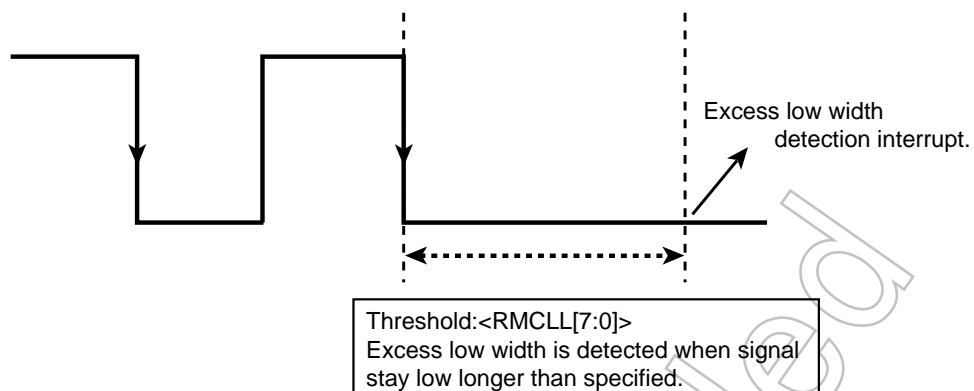 Excess low width
detection interrupt.
Threshold:<RMCLL[7:0]>
Excess low width is detected when signal
stay low longer than specified.